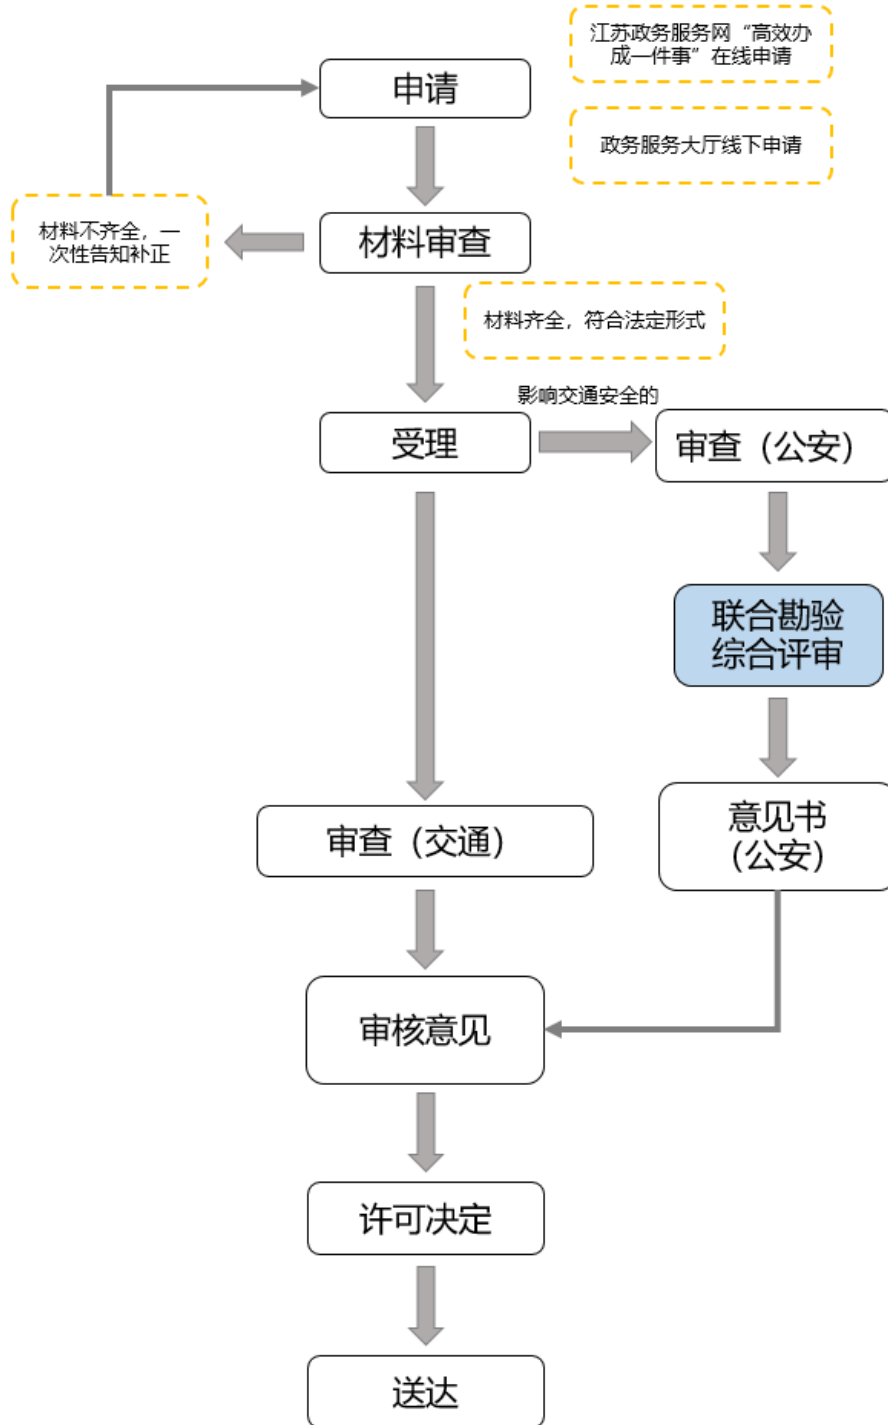 江苏政务服务网“高效办
成一件事”在线申请
申请
政务服务大厅线下申请
材料不齐全，一
次性告知补正
材料审查
材料齐全，符合法定形式
影响交通安全的
受理
审查（公安）
联合勘验
综合评审
审查（交通）
意见书
（公安）
审核意见
许可决定
送达